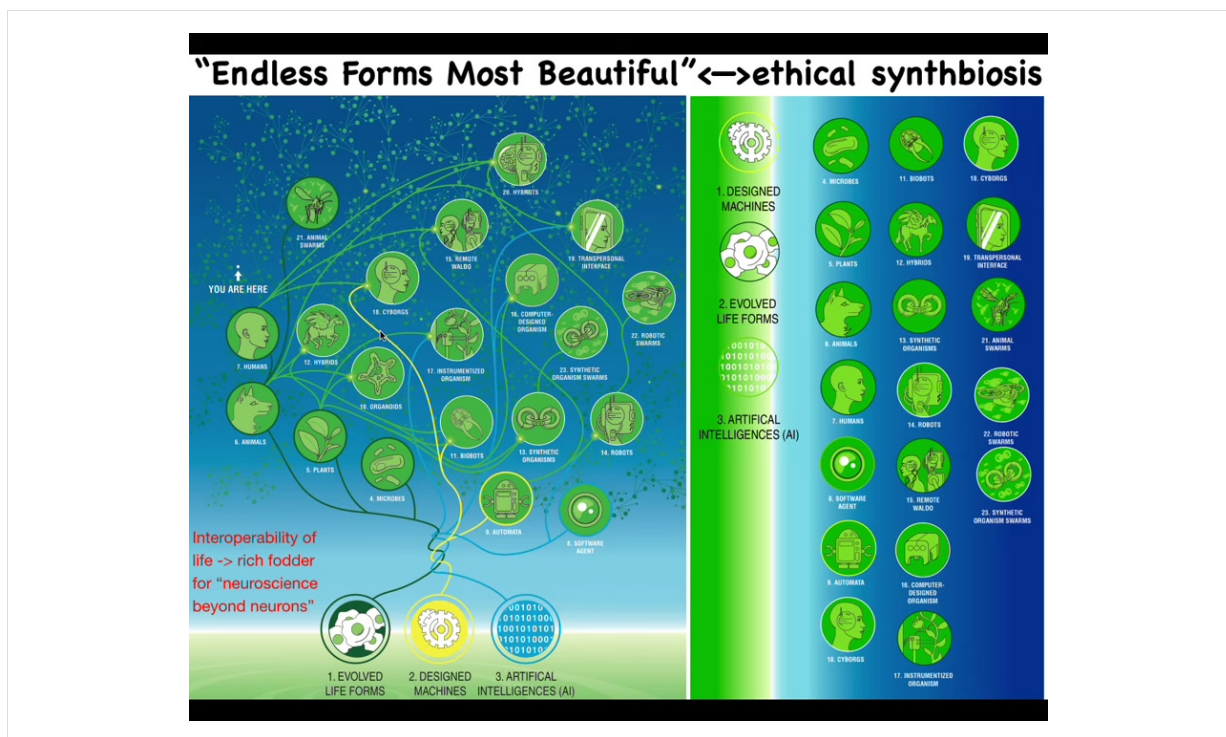 “Endless Forms Most Beautiful”<—>ethical synthbiosis
20. HYBROTS
21. ANIMAL
SWARMS
15. REMOTE
WALDO
19. TRANSPERSONAL
INTERFACE
YOU ARE HERE
18. CYBORGS
16. COMPUTER-
DESIGNED
ORGANISM
22. ROBOTIC
SWARMS
7. HUMANS
12. HYBRIDS
17. INSTRUMENTIZED
ORGANISM
23. SYNTHETIC
ORGANISM SWARMS
10. ORGANOIDS
6. ANIMALS
5. PLANTS
11. BIOBOTS
13. SYNTHETIC
ORGANISMS
14. ROBOTS
4. MICROBES
9. AUTOMATA
8. SOFTWARE
AGENT
Interoperability of
life -> rich fodder
for “neuroscience
beyond neurons”
1. EVOLVED
LIFE FORMS
2. DESIGNED
MACHINES
3. ARTIFICAL
INTELLIGENCES (AI)
1. DESIGNED
MACHINES
2. EVOLVED
LIFE FORMS
3. ARTIFICAL
INTELLIGENCES (AI)
4. MICROBES
11. BIOBOTS
18. CYBORGS
5. PLANTS
12. HYBRIDS
19. TRANSPERSONAL
INTERFACE
6. ANIMALS
13. SYNTHETIC
ORGANISMS
21. ANIMAL
SWARMS
7. HUMANS
14. ROBOTS
22. ROBOTIC
SWARMS
8. SOFTWARE
AGENT
15. REMOTE
WALDO
23. SYNTHETIC
ORGANISM SWARMS
9. AUTOMATA
16. COMPUTER-
DESIGNED
ORGANISM
18. CYBORGS
17. INSTRUMENTIZED
ORGANISM